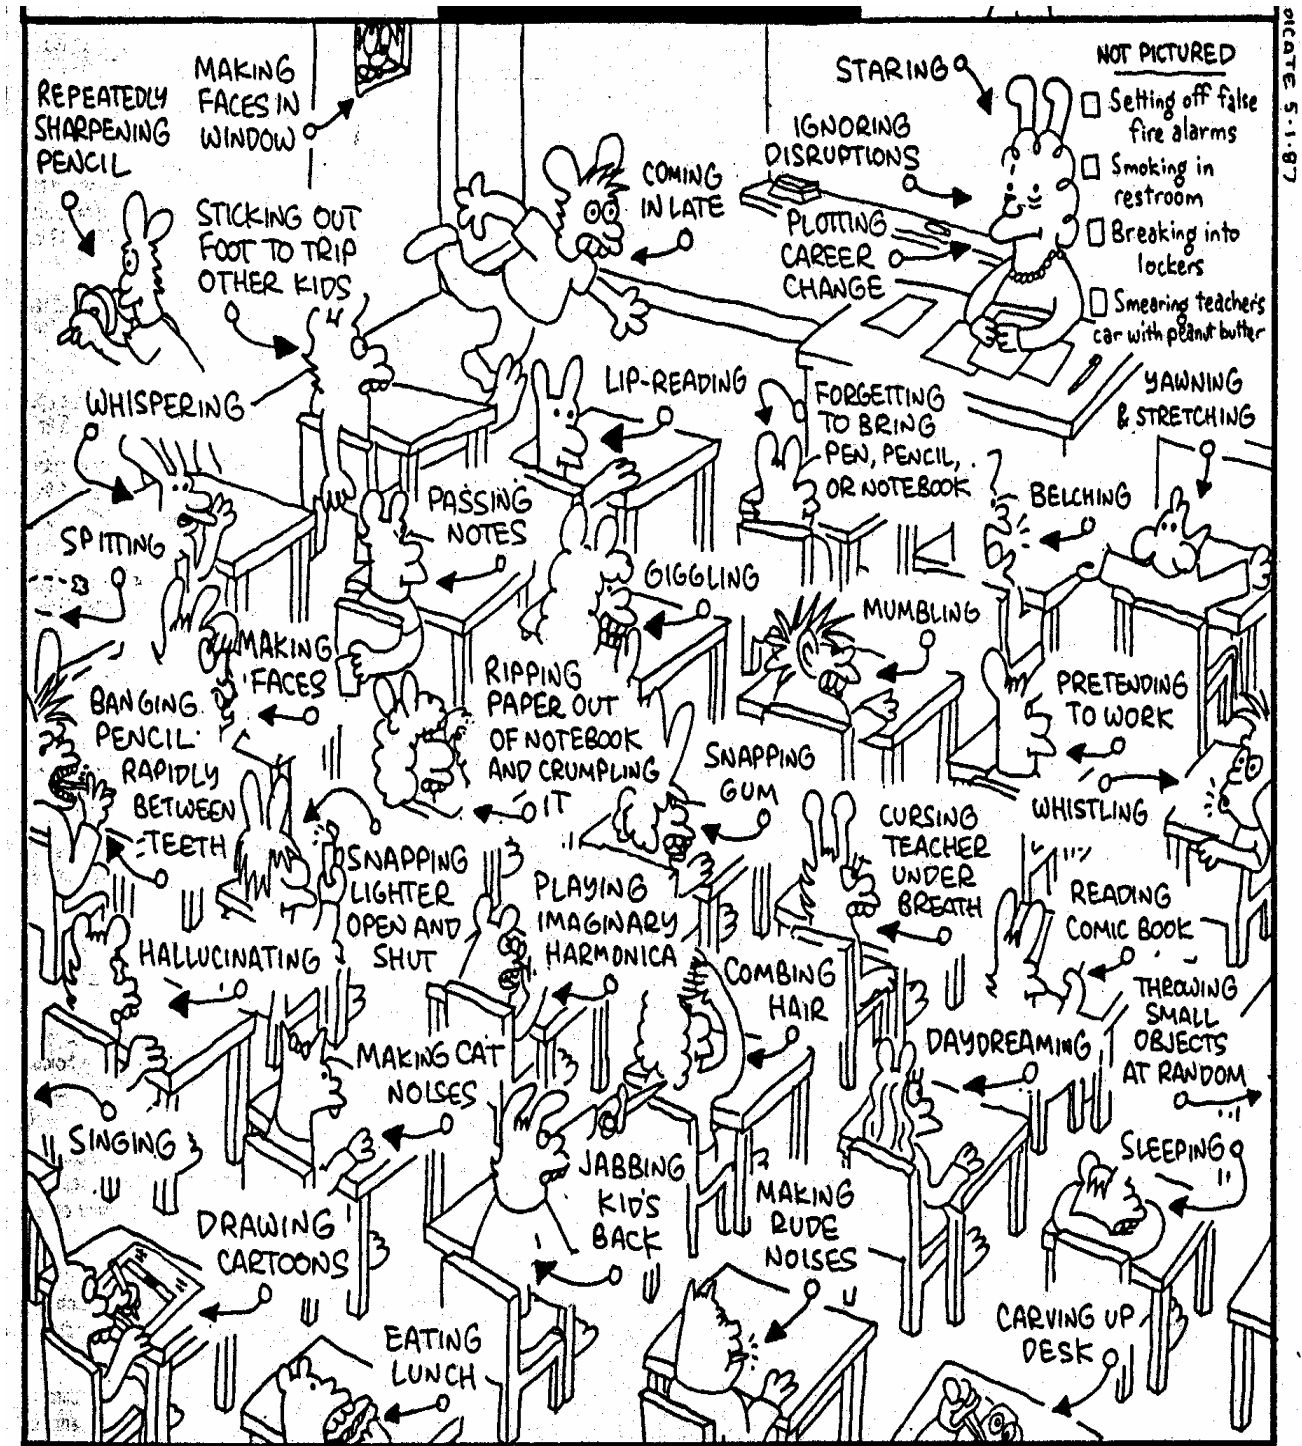 DICATE 5·1·87
NOT PICTURED
Setting off false
fire alarms
Smoking in
restroom
Breaking into
lockers
Smearing teacher's
car with peanut butter
STARING
IGNORING
DISRUPTIONS
PLOTTING
CAREER
CHANGE
MAKING
FACES IN
WINDOW
REPEATEDLY
SHARPENING
PENCIL
COMING
IN LATE
STICKING OUT
FOOT TO TRIP
OTHER KIDS
WHISPERING
LIP-READING
FORGETTING
TO BRING
PEN, PENCIL,
OR NOTEBOOK
YAWNING
& STRETCHING
SPITTING
PASSING
NOTES
BELCHING
GIGGLING
MUMBLING
MAKING
FACES
BANGING
PENCIL
RAPIDLY
BETWEEN
TEETH
RIPPING
PAPER OUT
OF NOTEBOOK
AND CRUMPLING
IT
PRETENDING
TO WORK
SNAPPING
GUM
WHISTLING
CURSING
TEACHER
UNDER
BREATH
SNAPPING
LIGHTER
OPEN AND
SHUT
PLAYING
IMAGINARY
HARMONICA
READING
COMIC BOOK
HALLUCINATING
COMBING
HAIR
THROWING
SMALL
OBJECTS
AT RANDOM
MAKING CAT
NOISES
DAYDREAMING
SINGING
JABBING
KID'S
BACK
MAKING
RUDE
NOISES
SLEEPING
DRAWING
CARTOONS
EATING
LUNCH
CARVING UP
DESK